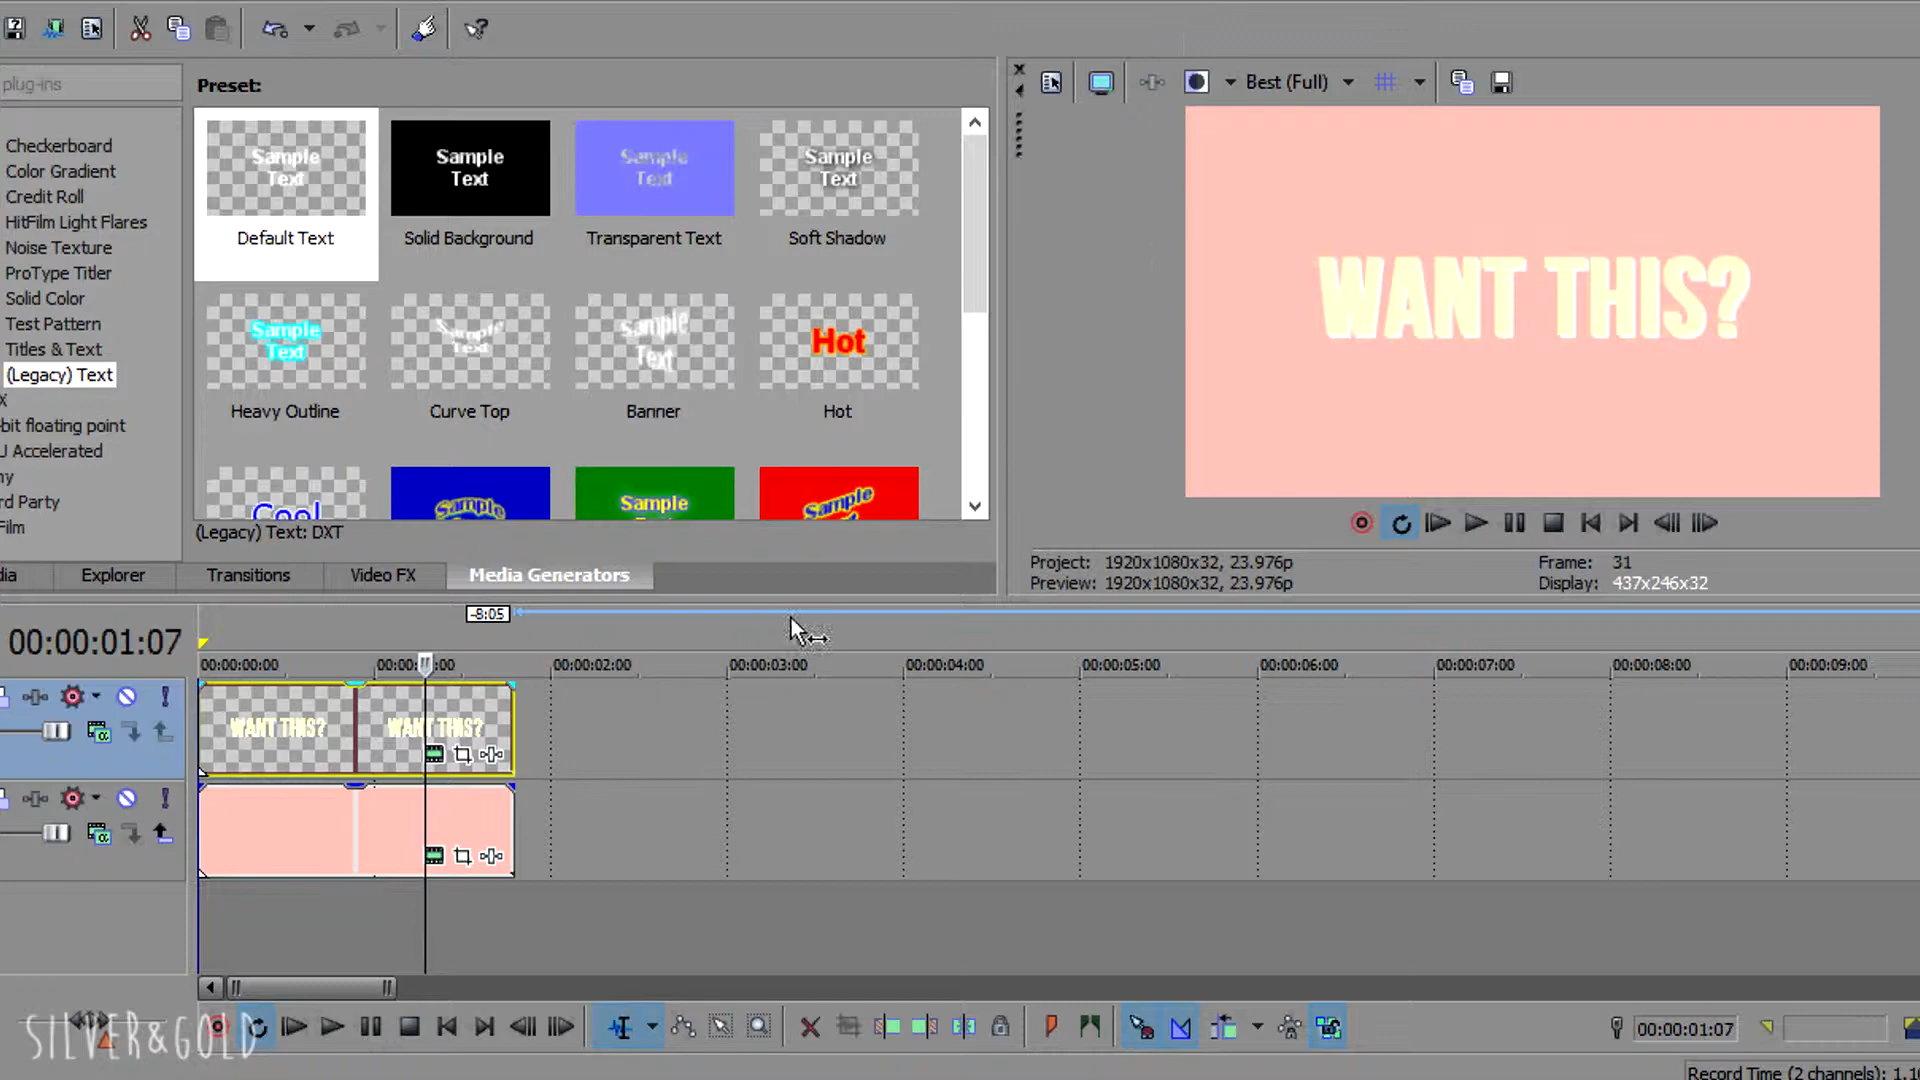 plug-ins
Preset:
Best (Full)
Checkerboard
Color Gradient
Credit Roll
HitFilm Light Flares
Noise Texture
ProType Titler
Solid Color
Test Pattern
Titles & Text
(Legacy) Text
X
bit floating point
J Accelerated
ny
rd Party
Film
Sample
Text
Default Text
Sample
Text
Solid Background
Sample
Text
Transparent Text
Sample
Text
Soft Shadow
Sample
Text
Heavy Outline
Sample
Text
Curve Top
Sample
Text
Banner
Hot
Hot
Cool
Sample
Sample
Sample
(Legacy) Text: DXT
WANT THIS?
dia
Explorer
Transitions
Video FX
Media Generators
Project: 1920x1080x32, 23.976p
Frame: 31
Preview: 1920x1080x32, 23.976p
Display: 437x246x32
-8:05
00:00:01:07
00:00:00:00
00:00:02:00
00:00:03:00
00:00:04:00
00:00:05:00
00:00:06:00
00:00:07:00
00:00:08:00
00:00:09:00
WANT THIS?
WANT THIS?
SILVER&GOLD
00:00:01:07
Record Time (2 channels):